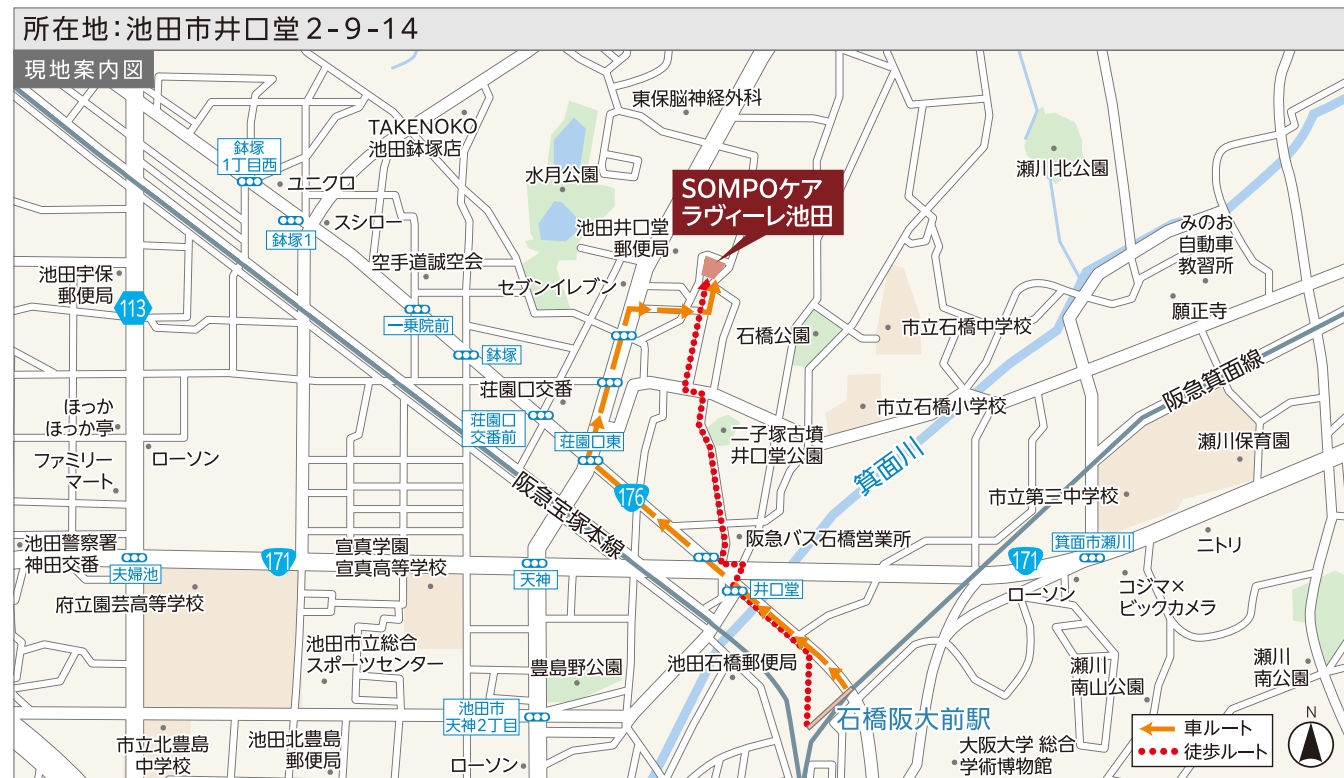 所在地:池田市井口堂2-9-14
現地案内図
東保脳神経外科
TAKENOKO
池田鉢塚店
鉢塚
1丁目西
ユニクロ
水月公園
瀬川北公園
SOMPOケア
ラヴィーレ池田
スシロー
鉢塚1
池田井口堂
郵便局
みのお
自動車
教習所
空手道誠空会
池田宇保
郵便局
セブンイレブン
113
願正寺
一乗院前
石橋公園
市立石橋中学校
鉢塚
荘園口交番
阪急箕面線
ほっか
ほっか亭
荘園口
交番前
荘園口東
二子塚古墳
井口堂公園
市立石橋小学校
瀬川保育園
ファミリー
マート
ローソン
箕面川
阪急宝塚本線
176
市立第三中学校
池田警察署
神田交番
夫婦池
171
宣真学園
宣真高等学校
天神
阪急バス石橋営業所
171
箕面市瀬川
ニトリ
府立園芸高等学校
井口堂
ローソン
コジマ×
ビックカメラ
池田市立総合
スポーツセンター
豊島野公園
池田石橋郵便局
瀬川
南山公園
瀬川
南公園
池田市
天神2丁目
石橋阪大前駅
市立北豊島
中学校
池田北豊島
郵便局
ローソン
大阪大学 総合
学術博物館
車ルート
徒歩ルート
N